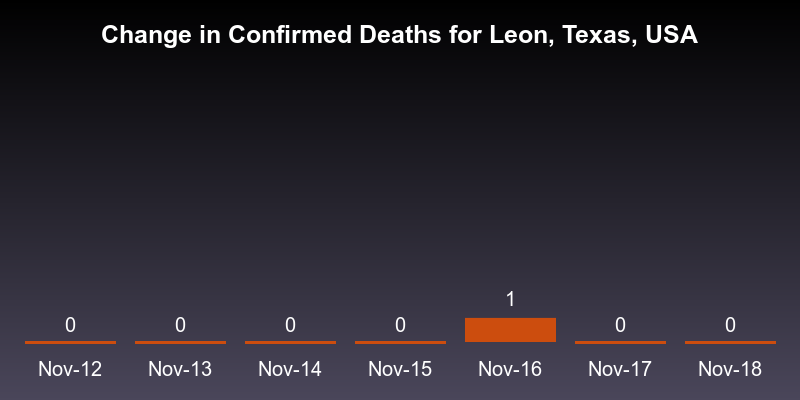 Change in Confirmed Deaths for Leon, Texas, USA
0 0 0 0 1 0 0
Nov-12 Nov-13 Nov-14 Nov-15 Nov-16 Nov-17 Nov-18